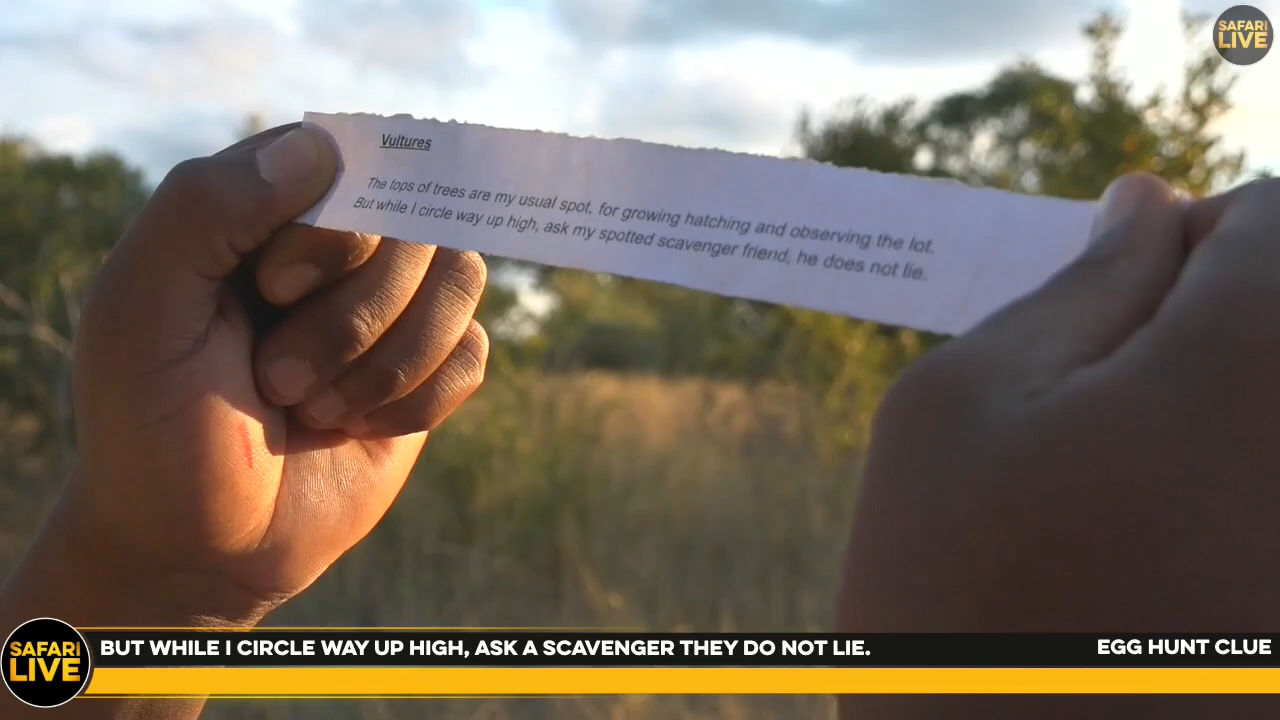 SAFARI
LIVE
Vultures
The tops of trees are my usual spot, for growing hatching and observing the lot.
But while I circle way up high, ask my spotted scavenger friend, he does not lie.
SAFARI
LIVE
BUT WHILE I CIRCLE WAY UP HIGH, ASK A SCAVENGER THEY DO NOT LIE.
EGG HUNT CLUE